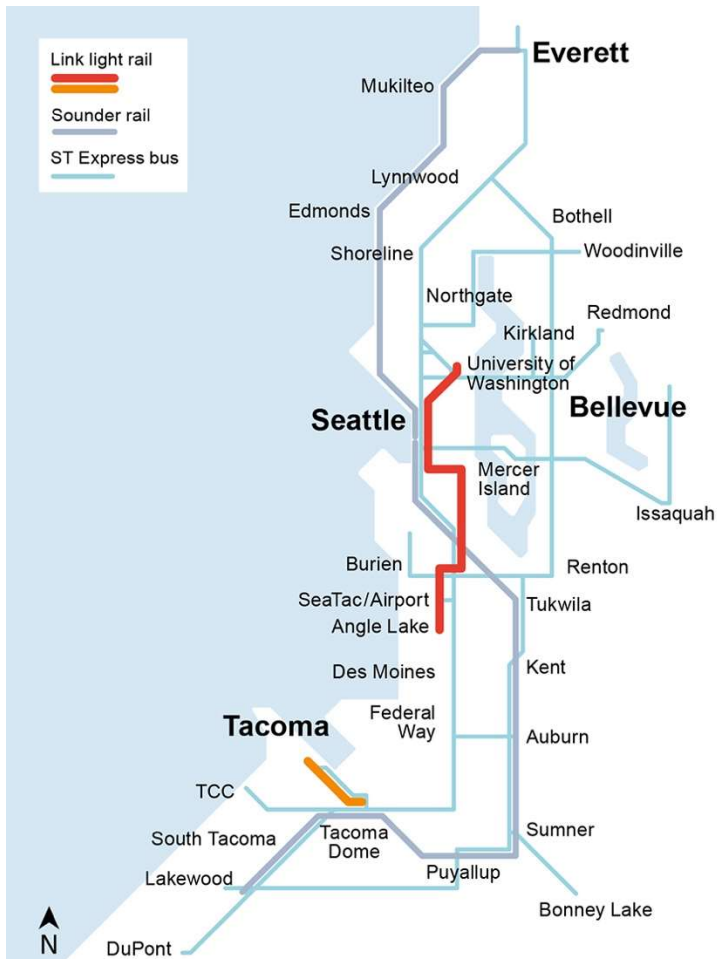 Link light rail
Sounder rail
ST Express bus
Everett
Mukilteo
Lynnwood
Edmonds
Bothell
Shoreline
Woodinville
Northgate
Redmond
Kirkland
University of
Washington
Seattle
Bellevue
Mercer
Island
Issaquah
Burien
Renton
SeaTac/Airport
Tukwila
Angle Lake
Des Moines
Kent
Federal
Way
Tacoma
Auburn
TCC
South Tacoma
Tacoma
Dome
Sumner
Lakewood
Puyallup
Bonney Lake
N
DuPont